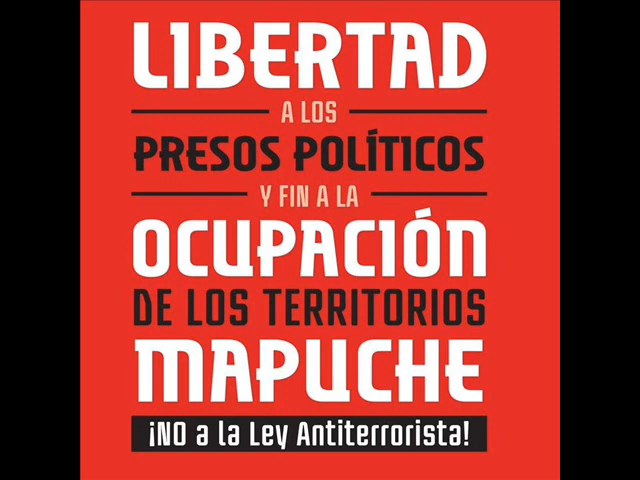 LIBERTAD
A LOS
PRESOS POLÍTICOS
Y FIN A LA
OCUPACIÓN
DE LOS TERRITORIOS
MAPUCHE
¡NO a la Ley Antiterrorista!